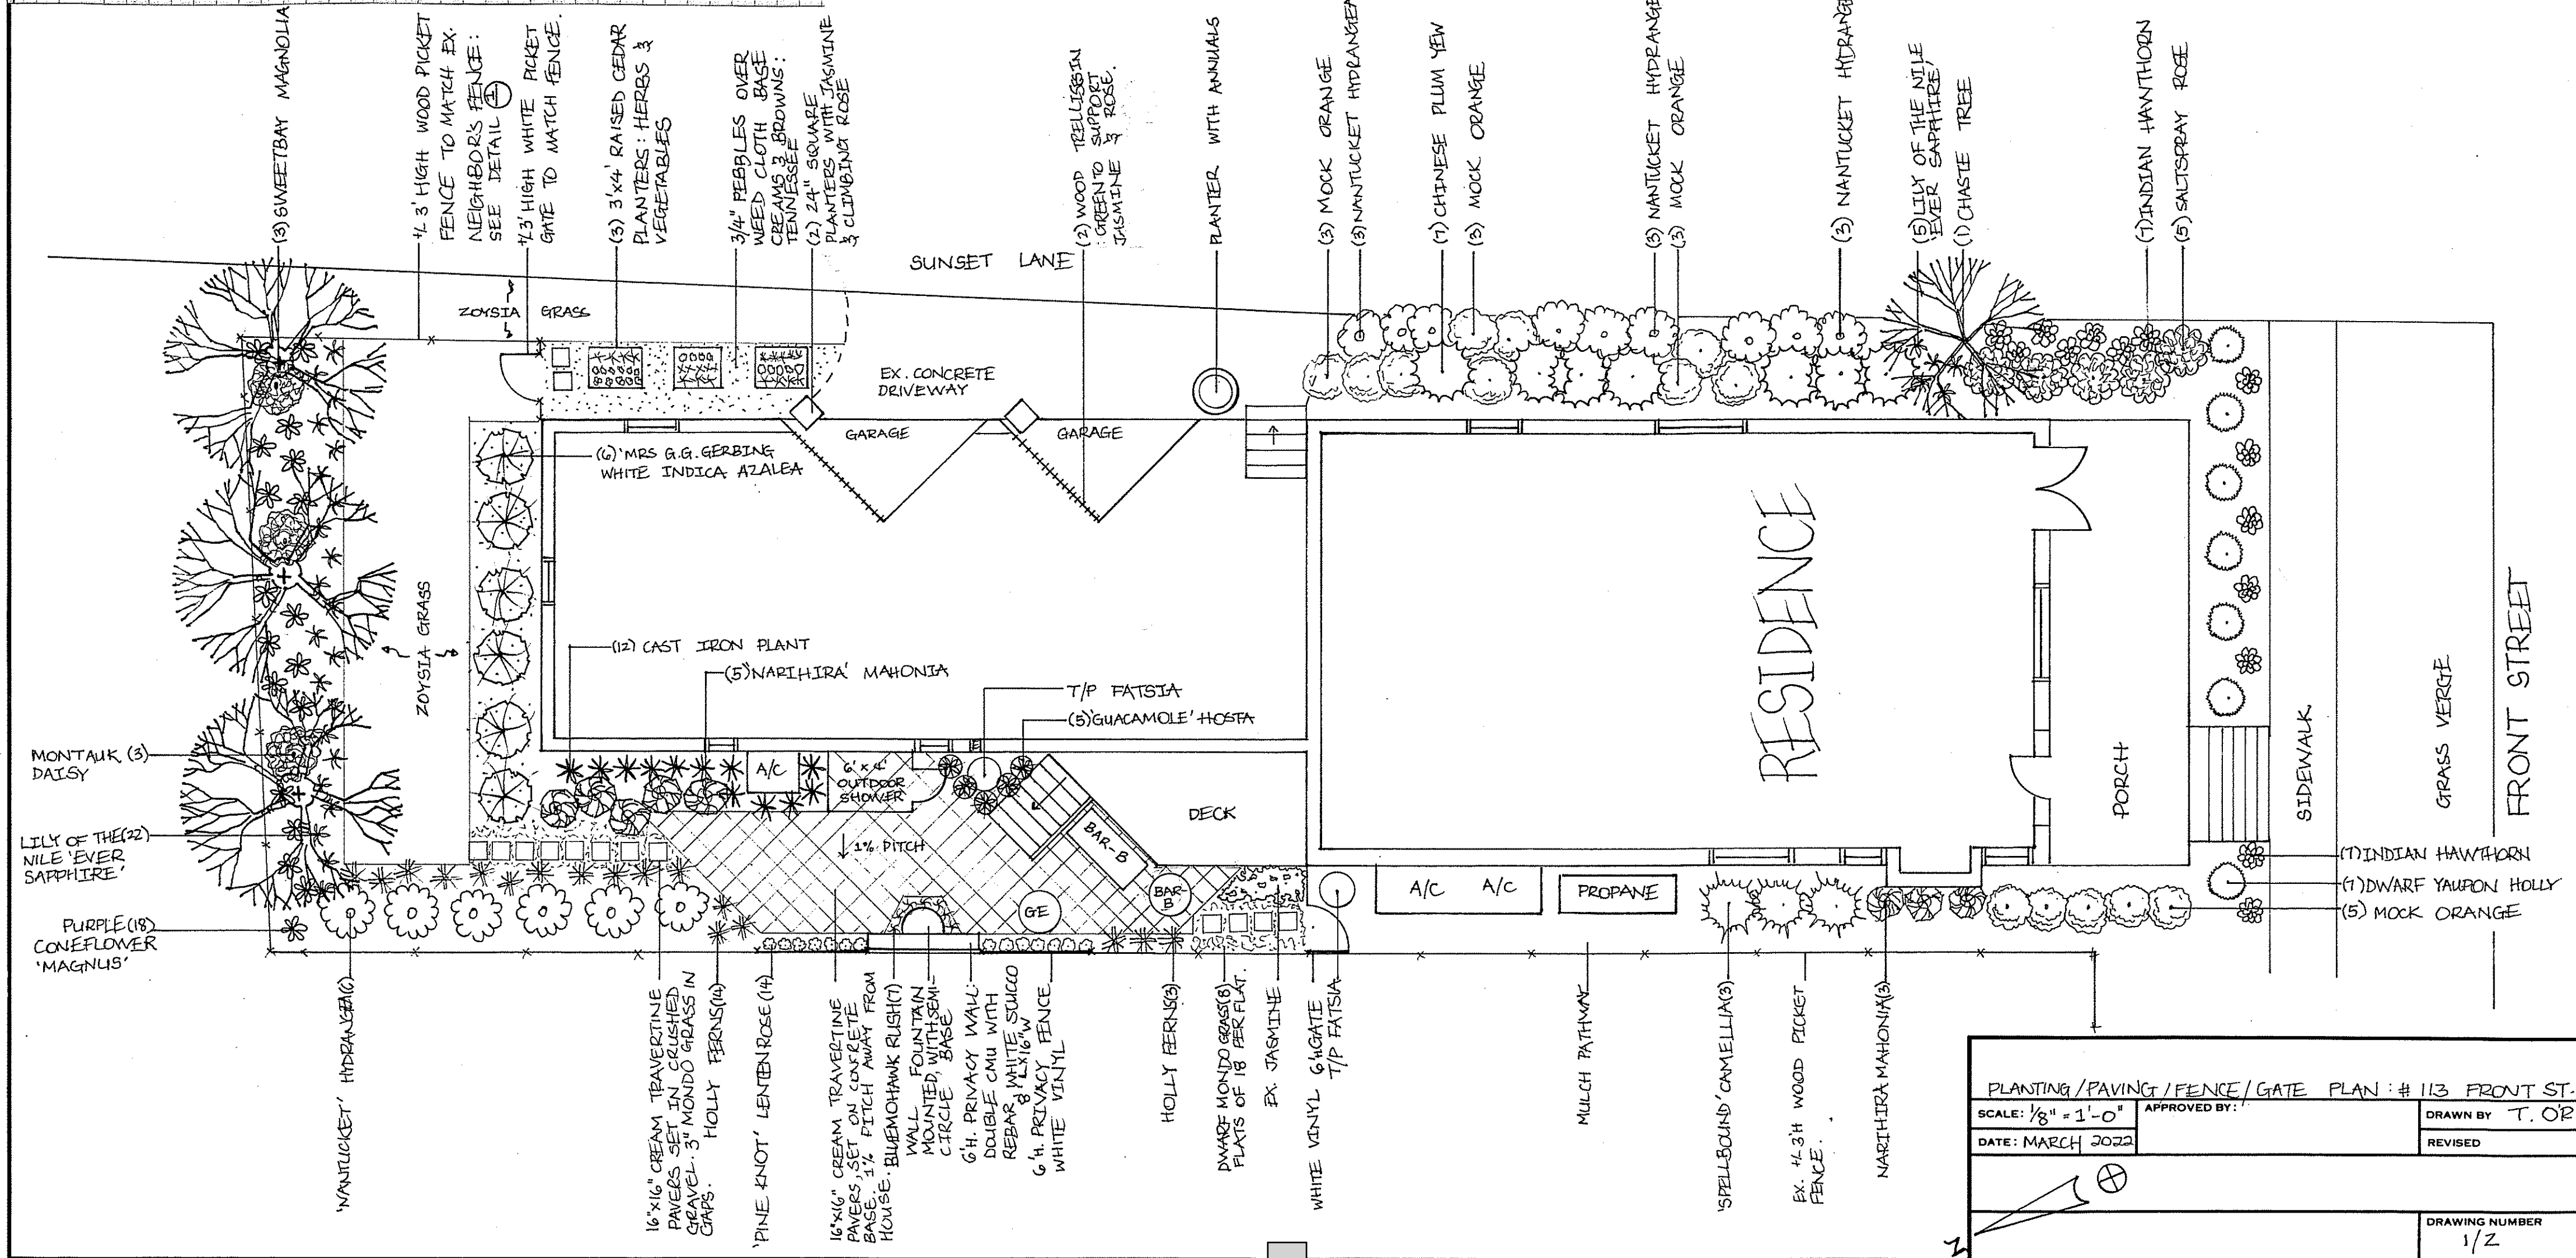 (3) SWEETBAY MAGNOLIA
+/- 3' HIGH WOOD PICKET
FENCE TO MATCH EX.
NEIGHBORS FENCE:
SEE DETAIL 1
+/- 3' HIGH WHITE PICKET
GATE TO MATCH FENCE.
(3) 3'X4' RAISED CEDAR
PLANTERS: HERBS &
VEGETABLES
3/4" PEBBLES OVER
WEED CLOTH BASE
CREAMS & BROWNS:
TENNESSEE
(2) 24" SQUARE
PLANTERS WITH JASMINE
& CLIMBING ROSE
(2) WOOD TRELLISSIN
: GREENTO SUPPORT
JASMINE & ROSE.
PLANTER WITH ANNUALS
(3) MOCK ORANGE
(3) NANTUCKET HYDRANGEA
(7) CHINESE PLUM YEW
(3) MOCK ORANGE
(3) NANTUCKET HYDRANGE
(3) MOCK ORANGE
(3) NANTUCKET HYDRANG
(5) LILY OF THE NILE
'EVER SAPPHIRE'
(1) CHASTE TREE
(7) INDIAN HAWTHORN
(5) SALTSPRAY ROSE
SUNSET LANE
ZOYSIA GRASS
EX. CONCRETE
DRIVEWAY
GARAGE
GARAGE
(6) 'MRS G.G. GERBING
WHITE INDICA AZALEA
ZOYSIA GRASS
(12) CAST IRON PLANT
(5) 'NARIHIRA' MAHONIA
T/P FATSIA
(5) 'GUACAMOLE' HOSTA
A/C
6' x 4'
OUTDOOR
SHOWER
DECK
BAR-B
1% PITCH
GE
BAR-
B
RESIDENCE
PORCH
SIDEWALK
GRASS VERGE
FRONT STREET
MONTAUK (3)
DAISY
LILY OF THE (22)
NILE 'EVER
SAPPHIRE'
PURPLE (18)
CONEFLOWER
'MAGNUS'
A/C A/C
PROPANE
(7) INDIAN HAWTHORN
(7) DWARF YAUPON HOLLY
(5) MOCK ORANGE
'NANTUCKET' HYDRANGEA(6)
16"X16" CREAM TRAVERTINE
PAVERS SET IN CRUSHED
GRAVEL. 3" MONDO GRASS IN
GAPS.
HOLLY FERNS(14)
'PINE KNOT' LENTEN ROSE (14)
16"X16" CREAM TRAVERTINE
PAVERS, SET ON CONCRETE
BASE. 1% PITCH AWAY FROM
HOUSE.
BLUEMOHAWK RUSH(7)
WALL FOUNTAIN
MOUNTED, WITH SEMI-
CIRCLE BASE
6'H. PRIVACY WALL:
DOUBLE CMU WITH
REBAR, WHITE STUCCO
8'L X 16"W
6'H. PRIVACY FENCE
WHITE VINYL
HOLLY FERNS(3)
DWARF MONDO GRASS(8)
FLATS OF 18 PER FLAT.
EX. JASMINE
WHITE VINYL 6'H GATE
T/P FATSIA
MULCH PATHWAY
'SPELLBOUND' CAMELLIA(3)
EX. +/- 3'H WOOD PICKET
FENCE.
NARIHIRA MAHONIA(3)
PLANTING/PAVING/FENCE/GATE PLAN: # 113 FRONT ST.
SCALE: 1/8" = 1'-0"
APPROVED BY:
DRAWN BY T. O'R
DATE: MARCH 2022
REVISED
N
DRAWING NUMBER
1/2